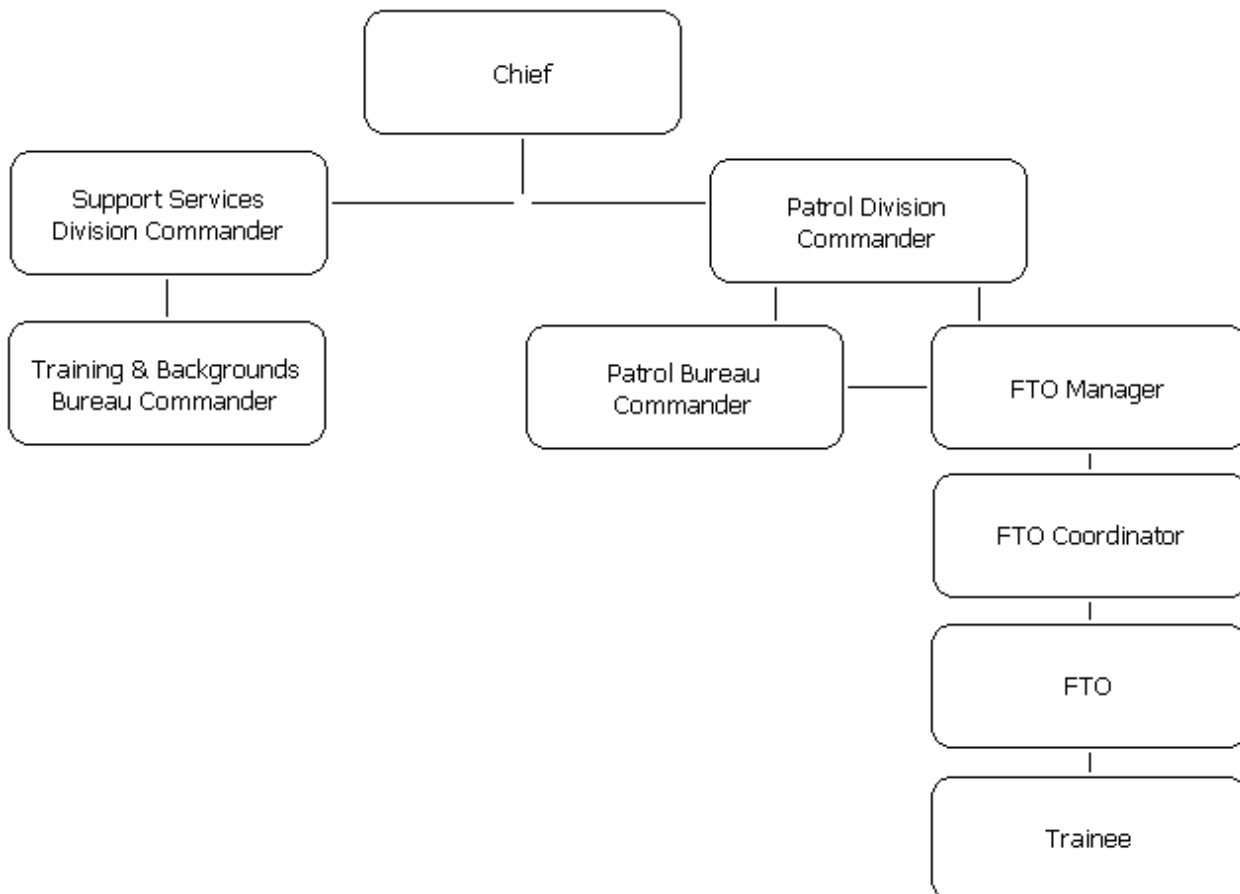 Chief
Support Services
Division Commander
Patrol Division
Commander
Training & Backgrounds
Bureau Commander
Patrol Bureau
Commander
FTO Manager
FTO Coordinator
FTO
Trainee